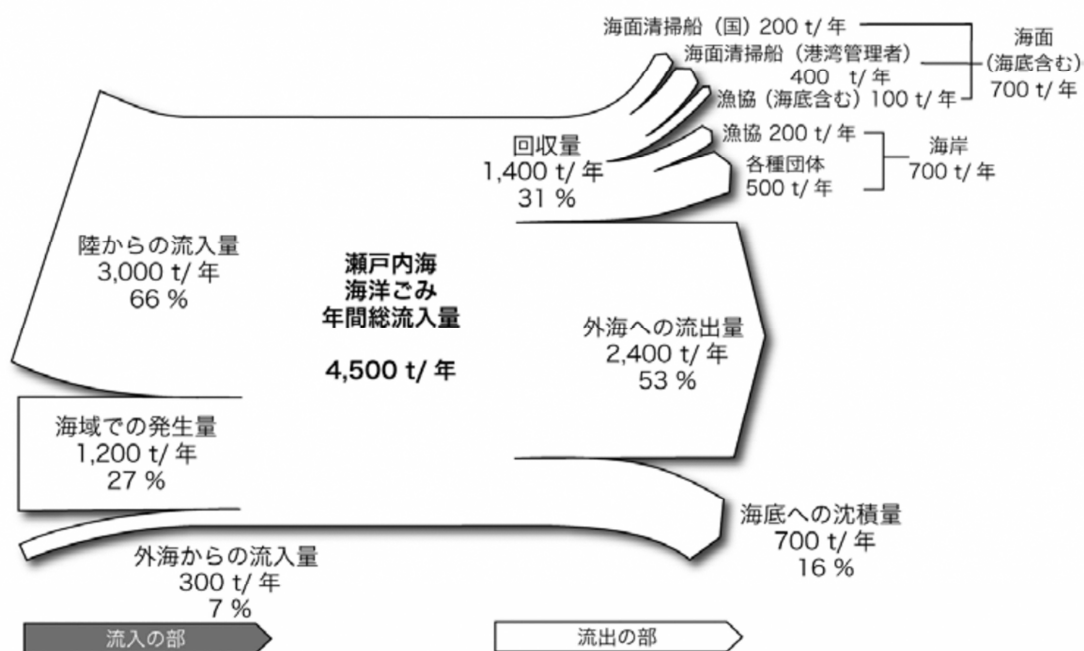 海面清掃船（国）200 t/ 年
海面清掃船（港湾管理者）
400 t/ 年
漁協（海底含む）100 t/ 年
海面
（海底含む）
700 t/ 年
漁協 200 t/ 年
各種団体
500 t/ 年
海岸
700 t/ 年
回収量
1,400 t/ 年
31 %
陸からの流入量
3,000 t/ 年
66 %
瀬戸内海
海洋ごみ
年間総流入量
4,500 t/ 年
外海への流出量
2,400 t/ 年
53 %
海域での発生量
1,200 t/ 年
27 %
海底への沈積量
700 t/ 年
16 %
外海からの流入量
300 t/ 年
7 %
流入の部
流出の部